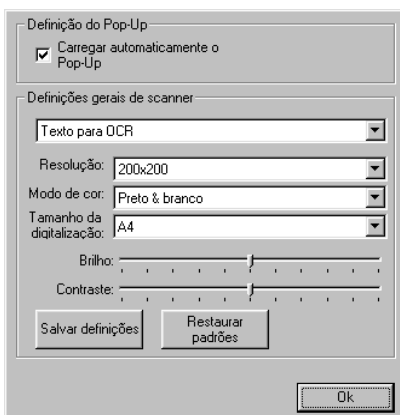 Definição do Pop-Up
Carregar automaticamente o
Pop-Up
Definições gerais de scanner
Texto para OCR
Resolução: 200x200
Modo de cor: Preto & branco
Tamanho da
digitalização: A4
Brilho:
Contraste:
Salvar definições
Restaurar
padrões
Ok